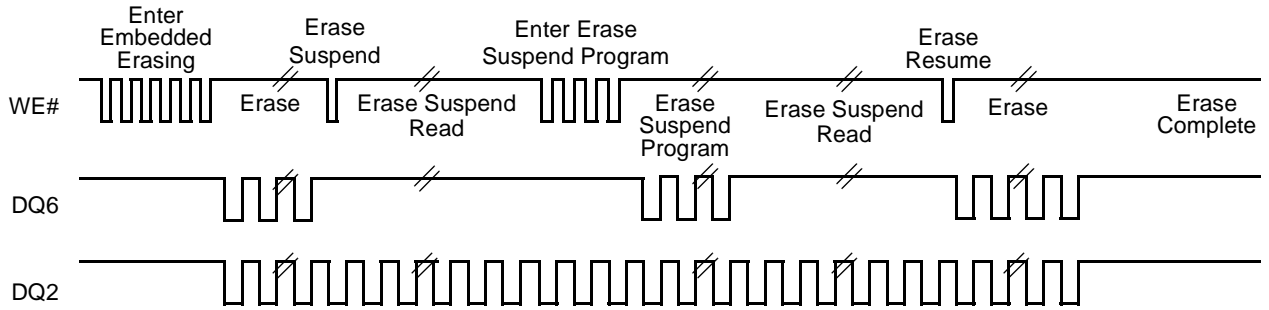 Enter
Embedded
Erasing
Erase
Suspend
Enter Erase
Suspend Program
Erase
Resume
WE#
Erase
Erase Suspend
Read
Erase
Suspend
Program
Erase Suspend
Read
Erase
Erase
Complete
DQ6
DQ2